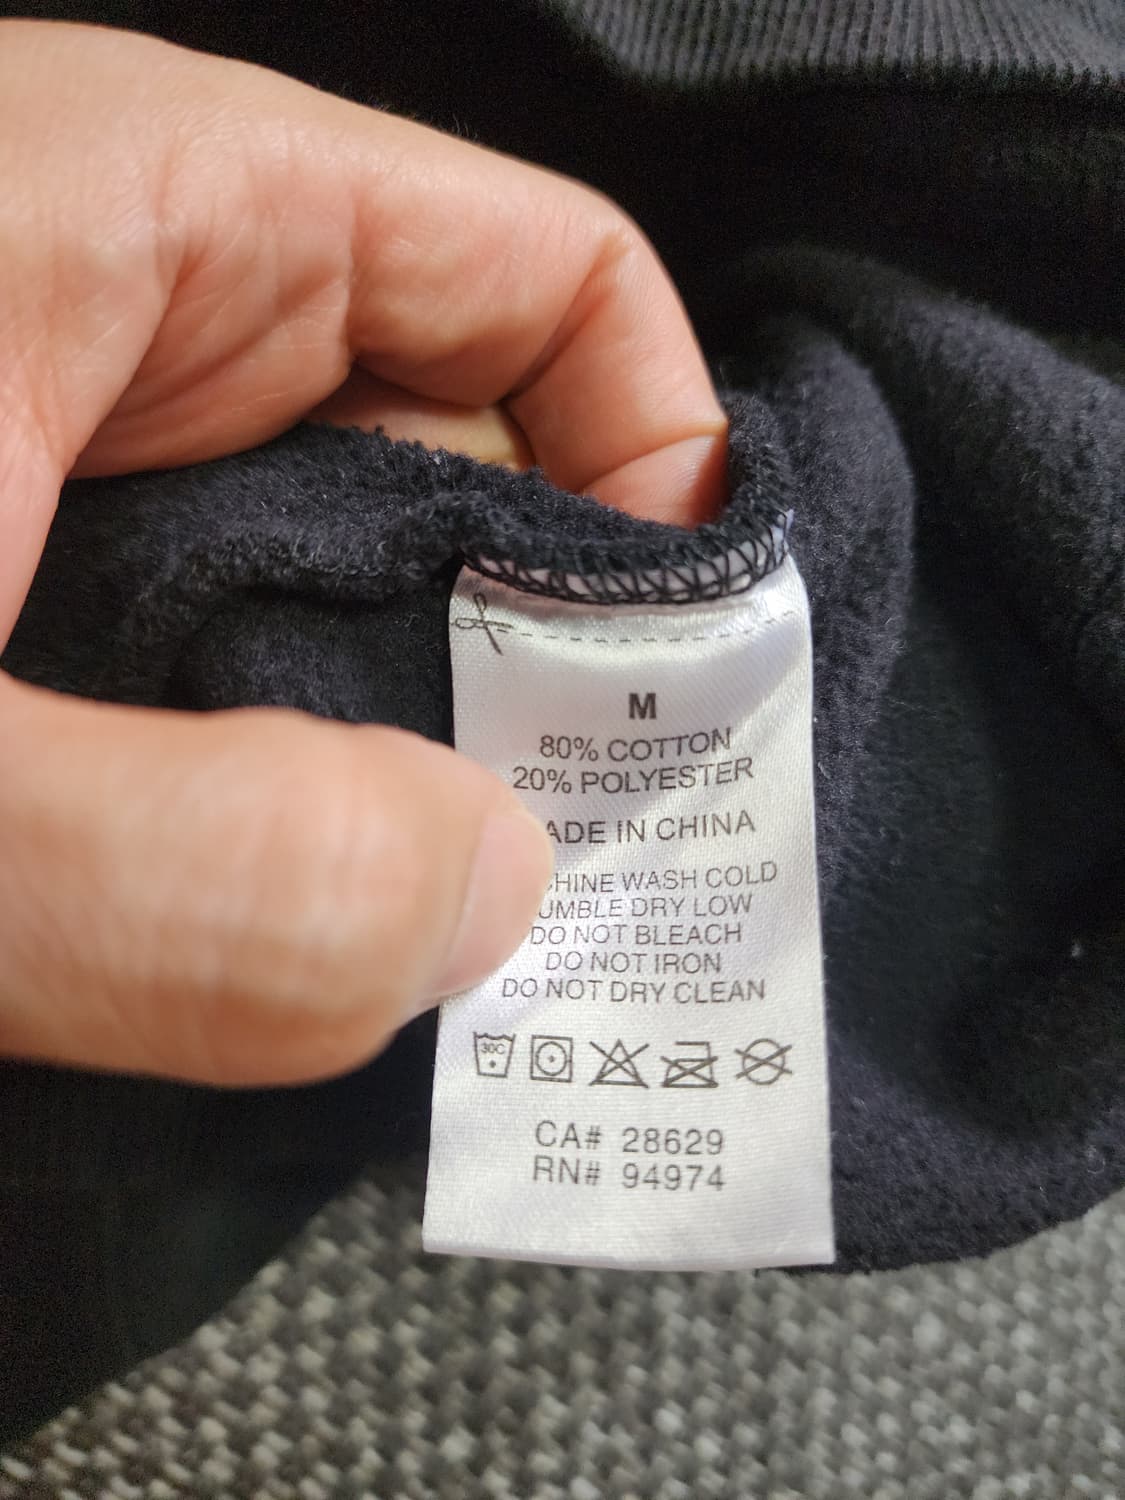 M
80% COTTON
20% POLYESTER
ADE IN CHINA
CHINE WASH COLD
UMBLE DRY LOW
DO NOT BLEACH
DO NOT IRON
DO NOT DRY CLEAN
30C
CA# 28629
RN# 94974